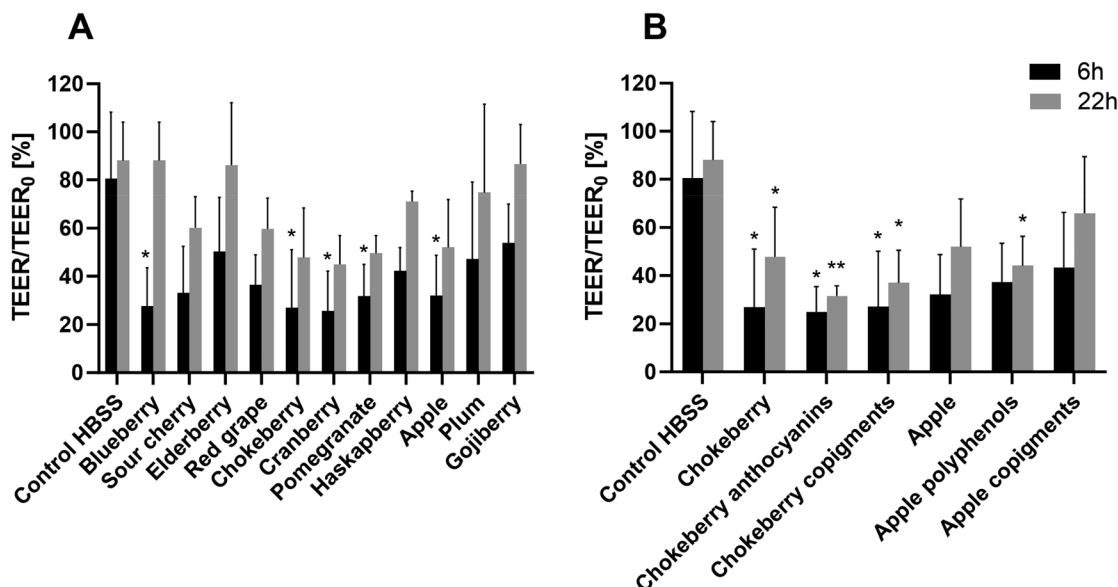 A
TEER/TEER0 [%]
120
100
80
60
40
20
0
*
*
*
*
*
Control HBSS
Blueberry
Sour cherry
Elderberry
Red grape
Chokeberry
Cranberry
Pomegranate
Haskapberry
Apple
Plum
Gojiberry
B
6h
22h
TEER/TEER0 [%]
120
100
80
60
40
20
0
*
*
*
**
*
*
*
Control HBSS
Chokeberry
Chokeberry anthocyanins
Chokeberry copigments
Apple
Apple polyphenols
Apple copigments